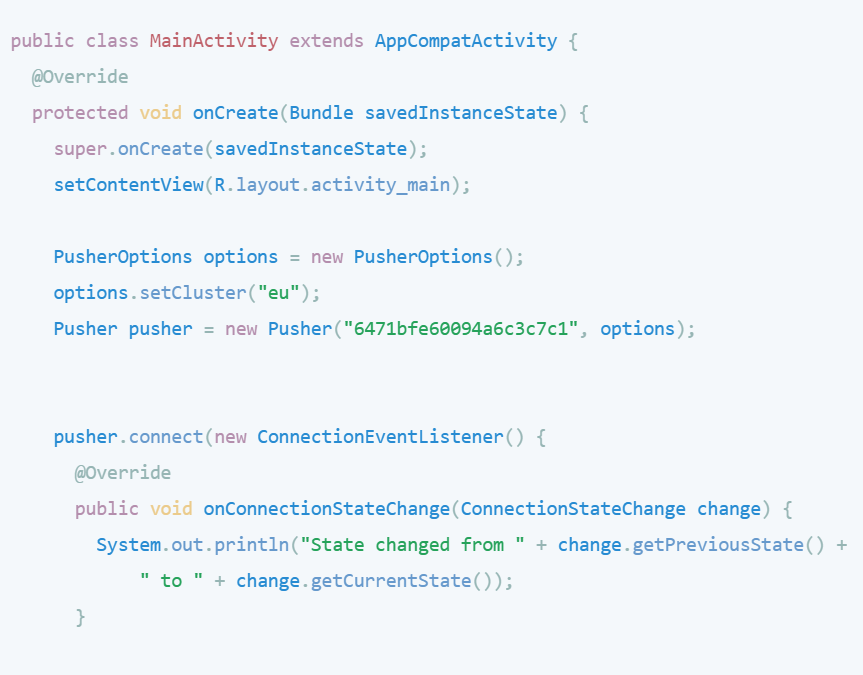 public class MainActivity extends AppCompatActivity {
@Override
protected void onCreate(Bundle savedInstanceState) {
super.onCreate(savedInstanceState);
setContentView(R.layout.activity_main);
PusherOptions options = new PusherOptions();
options.setCluster("eu");
Pusher pusher = new Pusher("6471bfe60094a6c3c7c1", options);
pusher.connect(new ConnectionEventListener() {
@Override
public void onConnectionStateChange(ConnectionStateChange change) {
System.out.println("State changed from " + change.getPreviousState() +
" to " + change.getCurrentState());
}